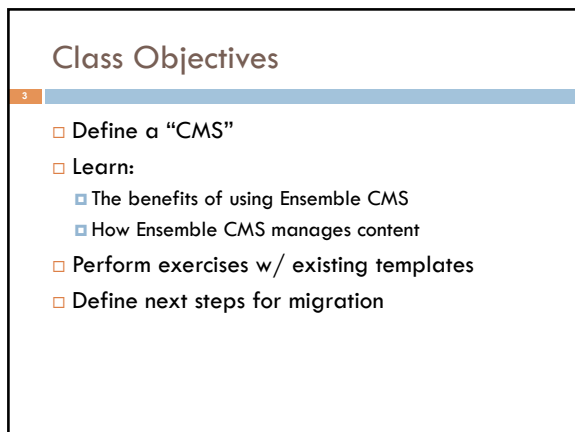 Class Objectives
3
Define a “CMS”
Learn:
The benefits of using Ensemble CMS
How Ensemble CMS manages content
Perform exercises w/ existing templates
Define next steps for migration